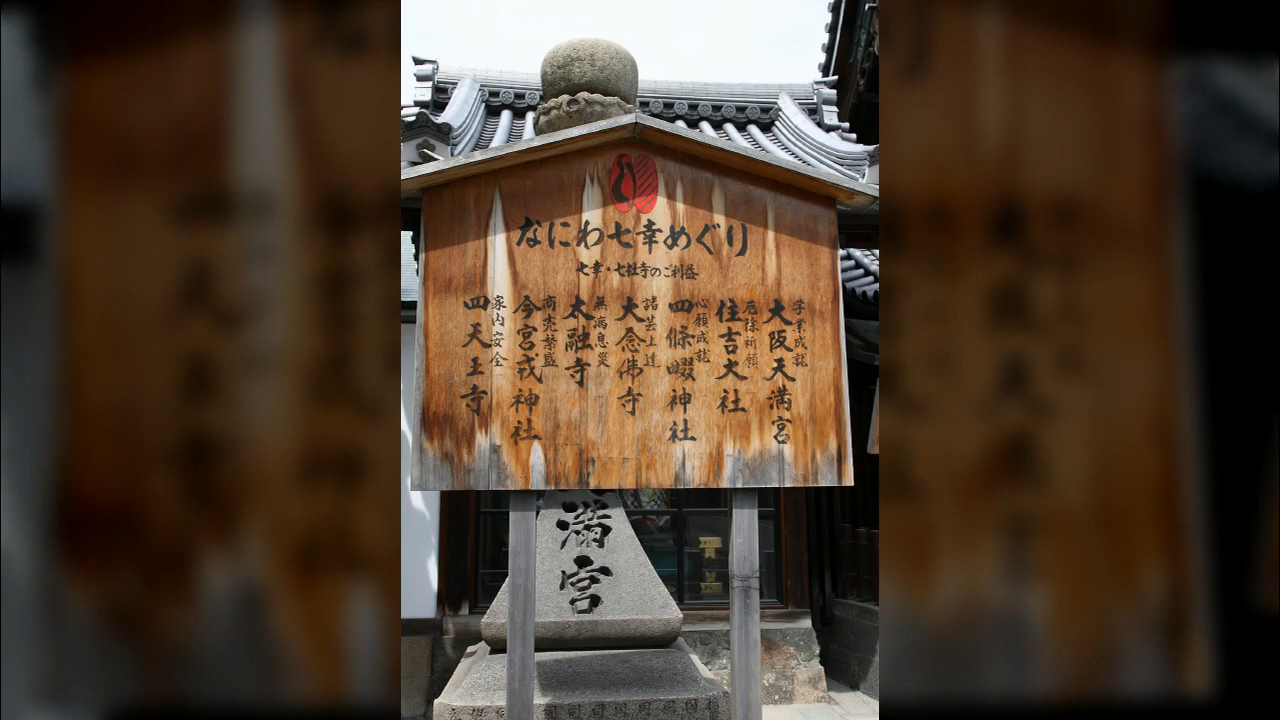 なにわ七幸めぐり
七幸・七社寺のご利益
学業成就
大阪天満宮
厄除祈願
住吉大社
心願成就
四條畷神社
諸芸上達
大念佛寺
無病息災
太融寺
商売繁盛
今宮戎神社
家内安全
四天王寺
満宮